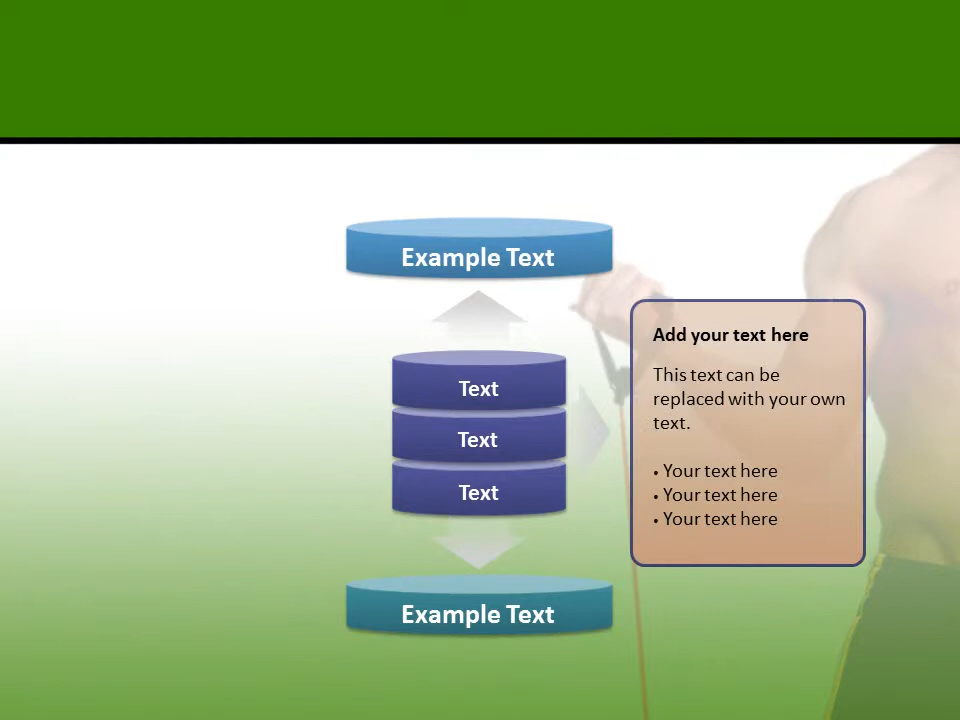 Example Text
Text
Text
Text
Add your text here
This text can be
replaced with your own
text.
• Your text here
• Your text here
• Your text here
Example Text